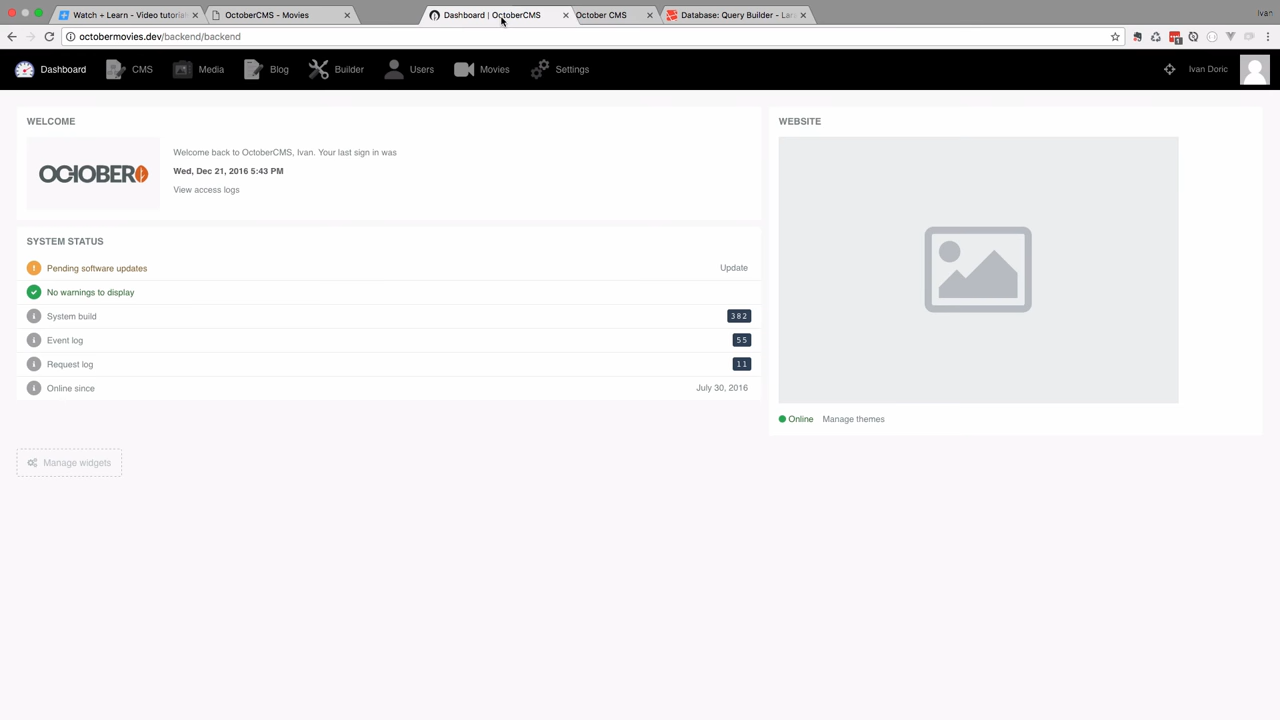 Watch + Learn - Video tutorial
OctoberCMS - Movies
Dashboard | OctoberCMS
October CMS
Database: Query Builder - Lar
Ivan
octobermovies.dev/backend/backend
1
Dashboard
CMS
Media
Blog
Builder
Users
Movies
Settings
Ivan Doric
WELCOME
OCTOBER
Welcome back to OctoberCMS, Ivan. Your last sign in was
Wed, Dec 21, 2016 5:43 PM
View access logs
SYSTEM STATUS
Pending software updates
Update
No warnings to display
System build
382
Event log
55
Request log
11
Online since
July 30, 2016
Manage widgets
WEBSITE
Online Manage themes